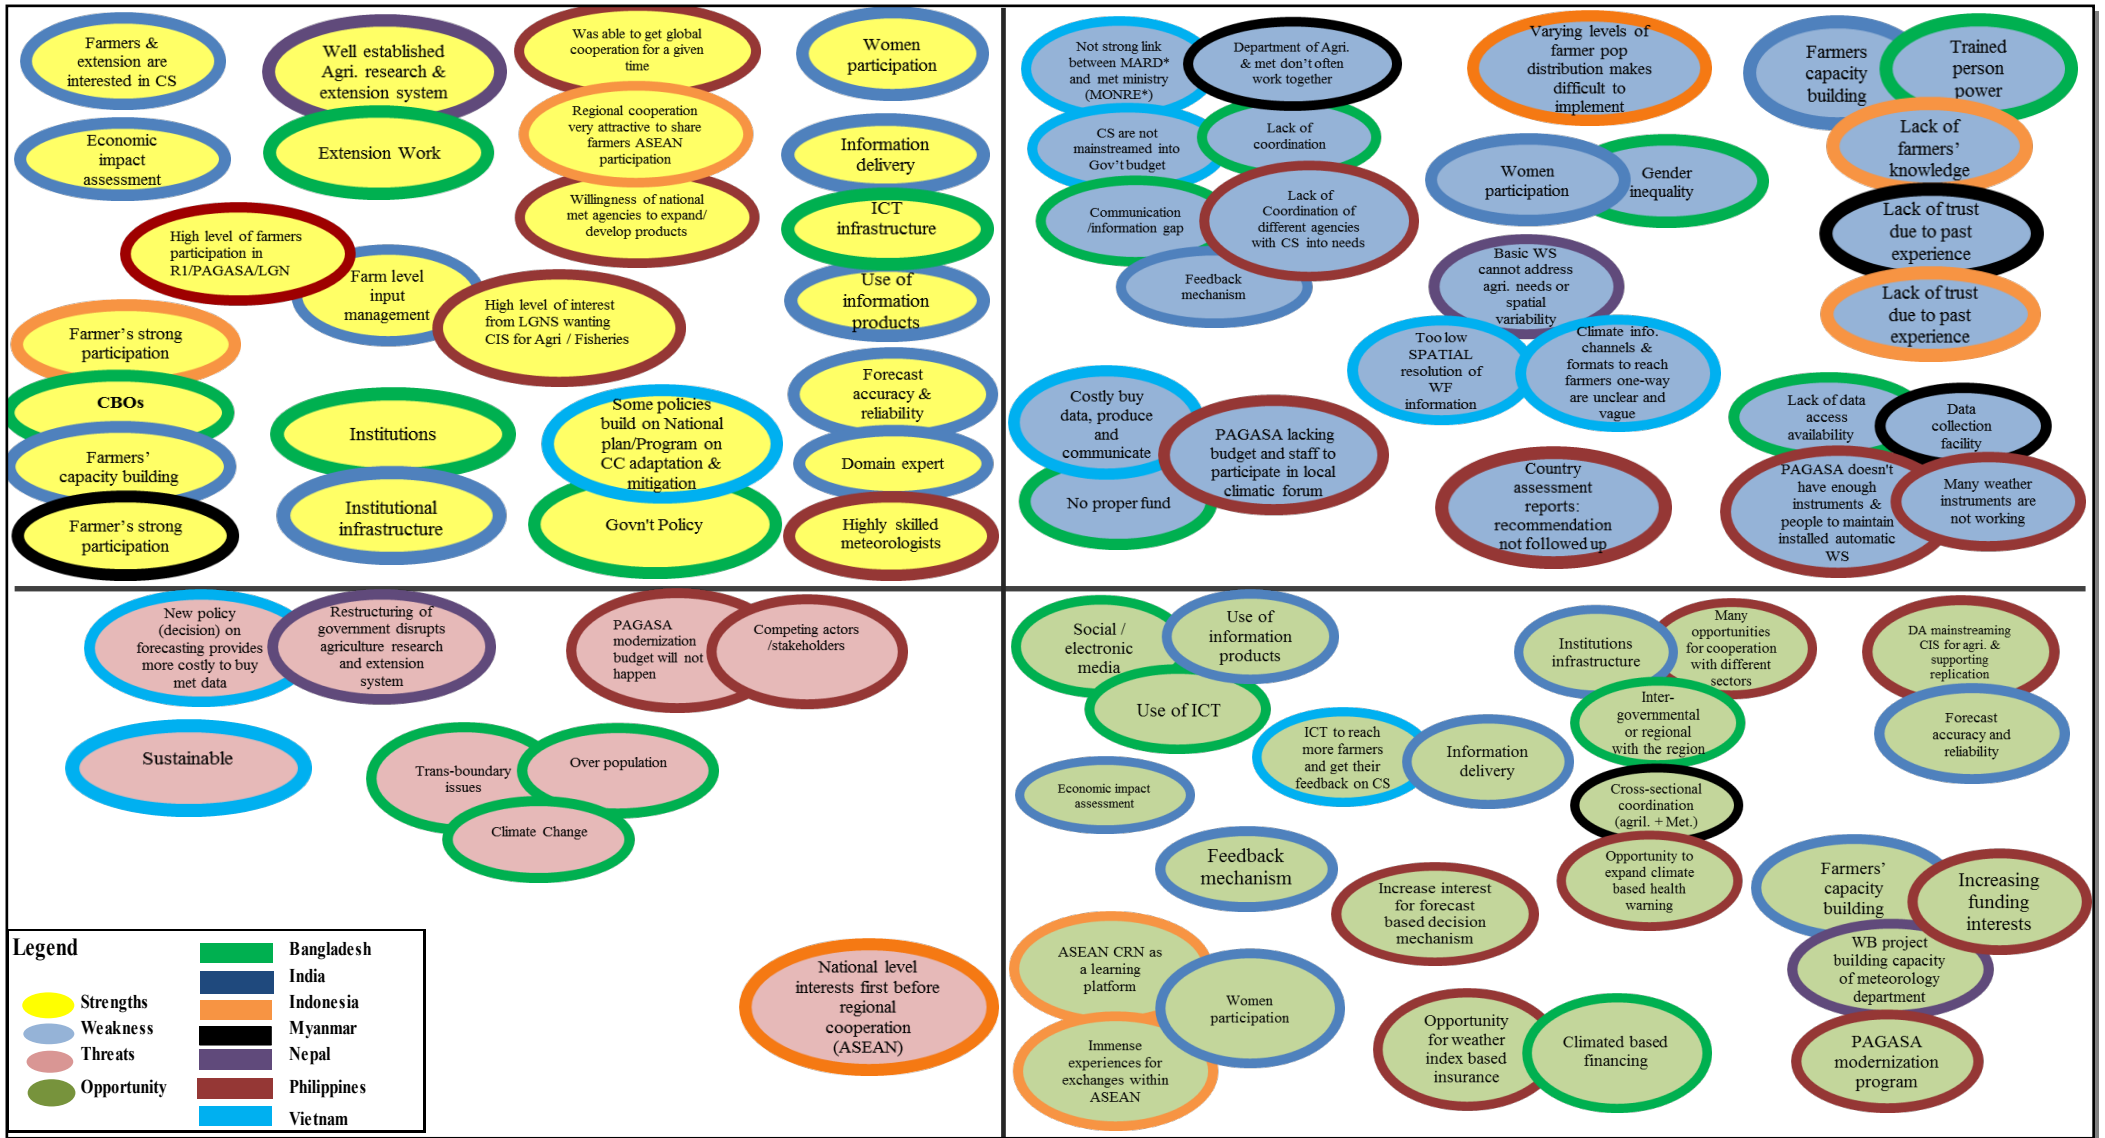 Farmers &
extension are
interested in CS
Well established
Agri. research &
extension system
Was able to get global
cooperation for a given
time
Women
participation
Economic
impact
assessment
Extension Work
Regional cooperation
very attractive to share
farmers ASEAN
participation
Information
delivery
Willingness of national
met agencies to expand/
develop products
ICT
infrastructure
High level of farmers
participation in
R1/PAGASA/LGN
Farm level
input
management
High level of interest
from LGNS wanting
CIS for Agri / Fisheries
Use of
information
products
Farmer's strong
participation
CBOs
Farmers'
capacity building
Farmer's strong
participation
Institutions
Institutional
infrastructure
Some policies
build on National
plan/Program on
CC adaptation &
mitigation
Govn't Policy
Forecast
accuracy &
reliability
Domain expert
Highly skilled
meteorologists
Not strong link
between MARD*
and met ministry
(MONRE*)
Department of Agri.
& met don't often
work together
CS are not
mainstreamed into
Gov't budget
Lack of
coordination
Communication
/information gap
Lack of
Coordination of
different agencies
with CS into needs
Feedback
mechanism
Varying levels of
farmer pop
distribution makes
difficult to
implement
Women
participation
Gender
inequality
Farmers
capacity
building
Trained
person
power
Lack of
farmers'
knowledge
Lack of trust
due to past
experience
Lack of trust
due to past
experience
Basic WS
cannot address
agri. needs or
spatial
variability
Too low
SPATIAL
resolution of
WF
information
Climate info.
channels &
formats to reach
farmers one-way
are unclear and
vague
Costly buy
data, produce
and
communicate
PAGASA lacking
budget and staff to
participate in local
climatic forum
No proper fund
Country
assessment
reports:
recommendation
not followed up
Lack of data
access
availability
Data
collection
facility
PAGASA doesn't
have enough
instruments &
people to maintain
installed automatic
WS
Many weather
instruments are
not working
New policy
(decision) on
forecasting provides
more costly to buy
met data
Restructuring of
government disrupts
agriculture research
and extension
system
PAGASA
modernization
budget will not
happen
Competing actors
/stakeholders
Sustainable
Trans-boundary
issues
Over population
Climate Change
National level
interests first before
regional
cooperation
(ASEAN)
Legend
Strengths
Weakness
Threats
Opportunity
Bangladesh
India
Indonesia
Myanmar
Nepal
Philippines
Vietnam
Social /
electronic
media
Use of
information
products
Use of ICT
Institutions
infrastructure
Many
opportunities
for cooperation
with different
sectors
DA mainstreaming
CIS for agri. &
supporting
replication
Inter-
governmental
or regional
with the region
Forecast
accuracy and
reliability
ICT to reach
more farmers
and get their
feedback on CS
Information
delivery
Economic impact
assessment
Cross-sectional
coordination
(agril. + Met.)
Feedback
mechanism
Opportunity to
expand climate
based health
warning
Increase interest
for forecast
based decision
mechanism
Farmers'
capacity
building
Increasing
funding
interests
WB project
building capacity
of meteorology
department
PAGASA
modernization
program
ASEAN CRN as
a learning
platform
Women
participation
Immense
experiences for
exchanges within
ASEAN
Opportunity
for weather
index based
insurance
Climated based
financing